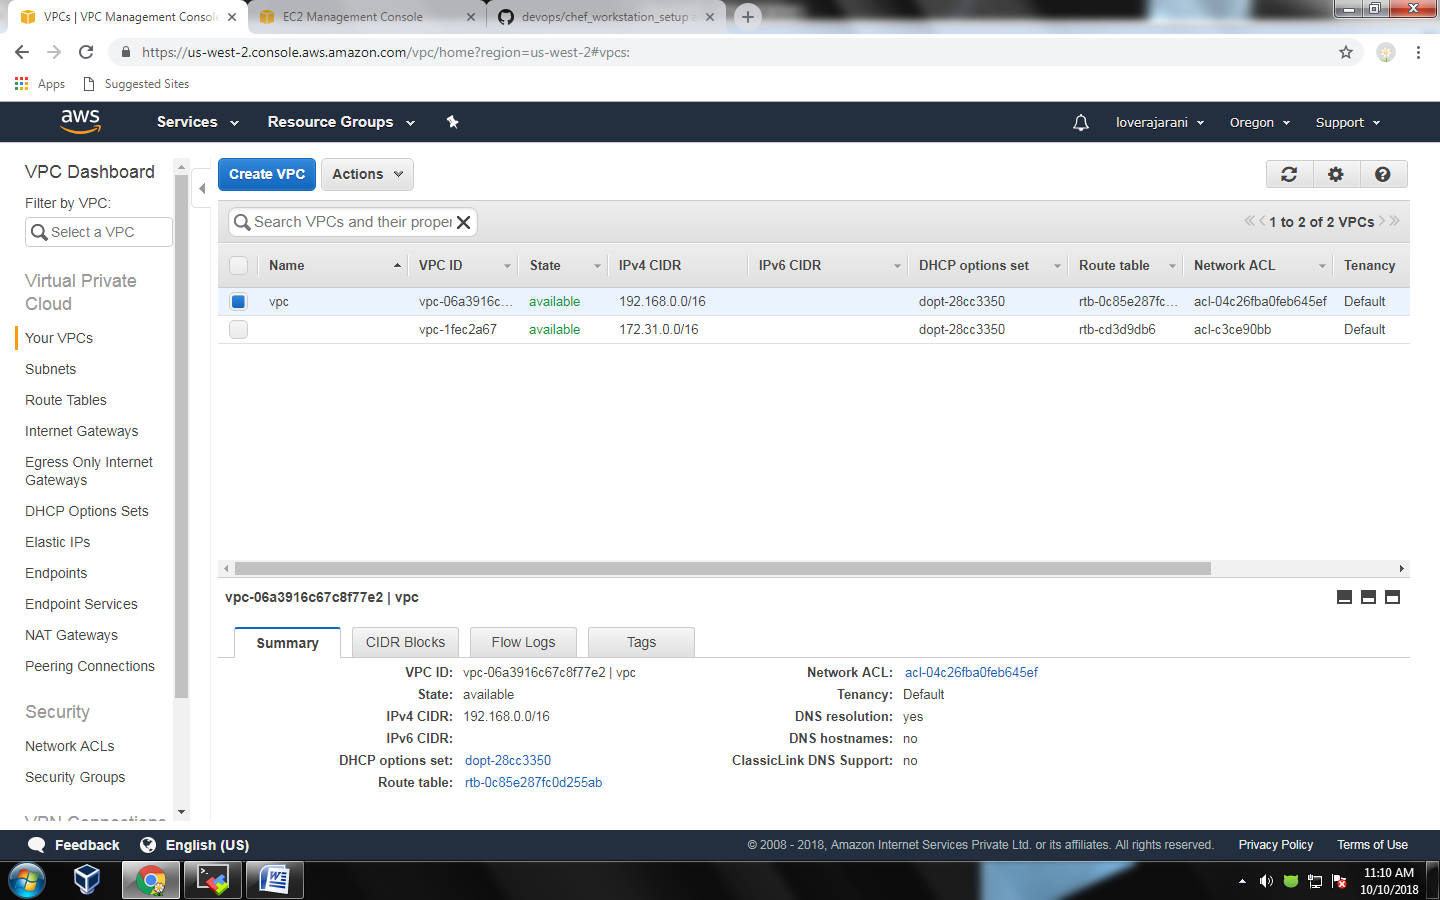 VPCs | VPC Management Conso
EC2 Management Console
devops/chef_workstation_setup a
https://us-west-2.console.aws.amazon.com/vpc/home?region=us-west-2#vpcs:
Apps
Suggested Sites
aws
Services
Resource Groups
loverajarani
Oregon
Support
VPC Dashboard
Filter by VPC:
Select a VPC
Virtual Private
Cloud
Your VPCs
Subnets
Route Tables
Internet Gateways
Egress Only Internet
Gateways
DHCP Options Sets
Elastic IPs
Endpoints
Endpoint Services
NAT Gateways
Peering Connections
Security
Network ACLs
Security Groups
VPN Connections
Create VPC
Actions
Search VPCs and their proper
1 to 2 of 2 VPCs
Name VPC ID State IPv4 CIDR IPv6 CIDR DHCP options set Route table Network ACL Tenancy
vpc vpc-06a3916c... available 192.168.0.0/16 dopt-28cc3350 rtb-0c85e287fc... acl-04c26fba0feb645ef Default
vpc-1fec2a67 available 172.31.0.0/16 dopt-28cc3350 rtb-cd3d9db6 acl-c3ce90bb Default
vpc-06a3916c67c8f77e2 | vpc
Summary
CIDR Blocks
Flow Logs
Tags
VPC ID: vpc-06a3916c67c8f77e2 | vpc
State: available
IPv4 CIDR: 192.168.0.0/16
IPv6 CIDR:
DHCP options set: dopt-28cc3350
Route table: rtb-0c85e287fc0d255ab
Network ACL: acl-04c26fba0feb645ef
Tenancy: Default
DNS resolution: yes
DNS hostnames: no
ClassicLink DNS Support: no
Feedback
English (US)
© 2008 - 2018, Amazon Internet Services Private Ltd. or its affiliates. All rights reserved.
Privacy Policy
Terms of Use
11:10 AM
10/10/2018